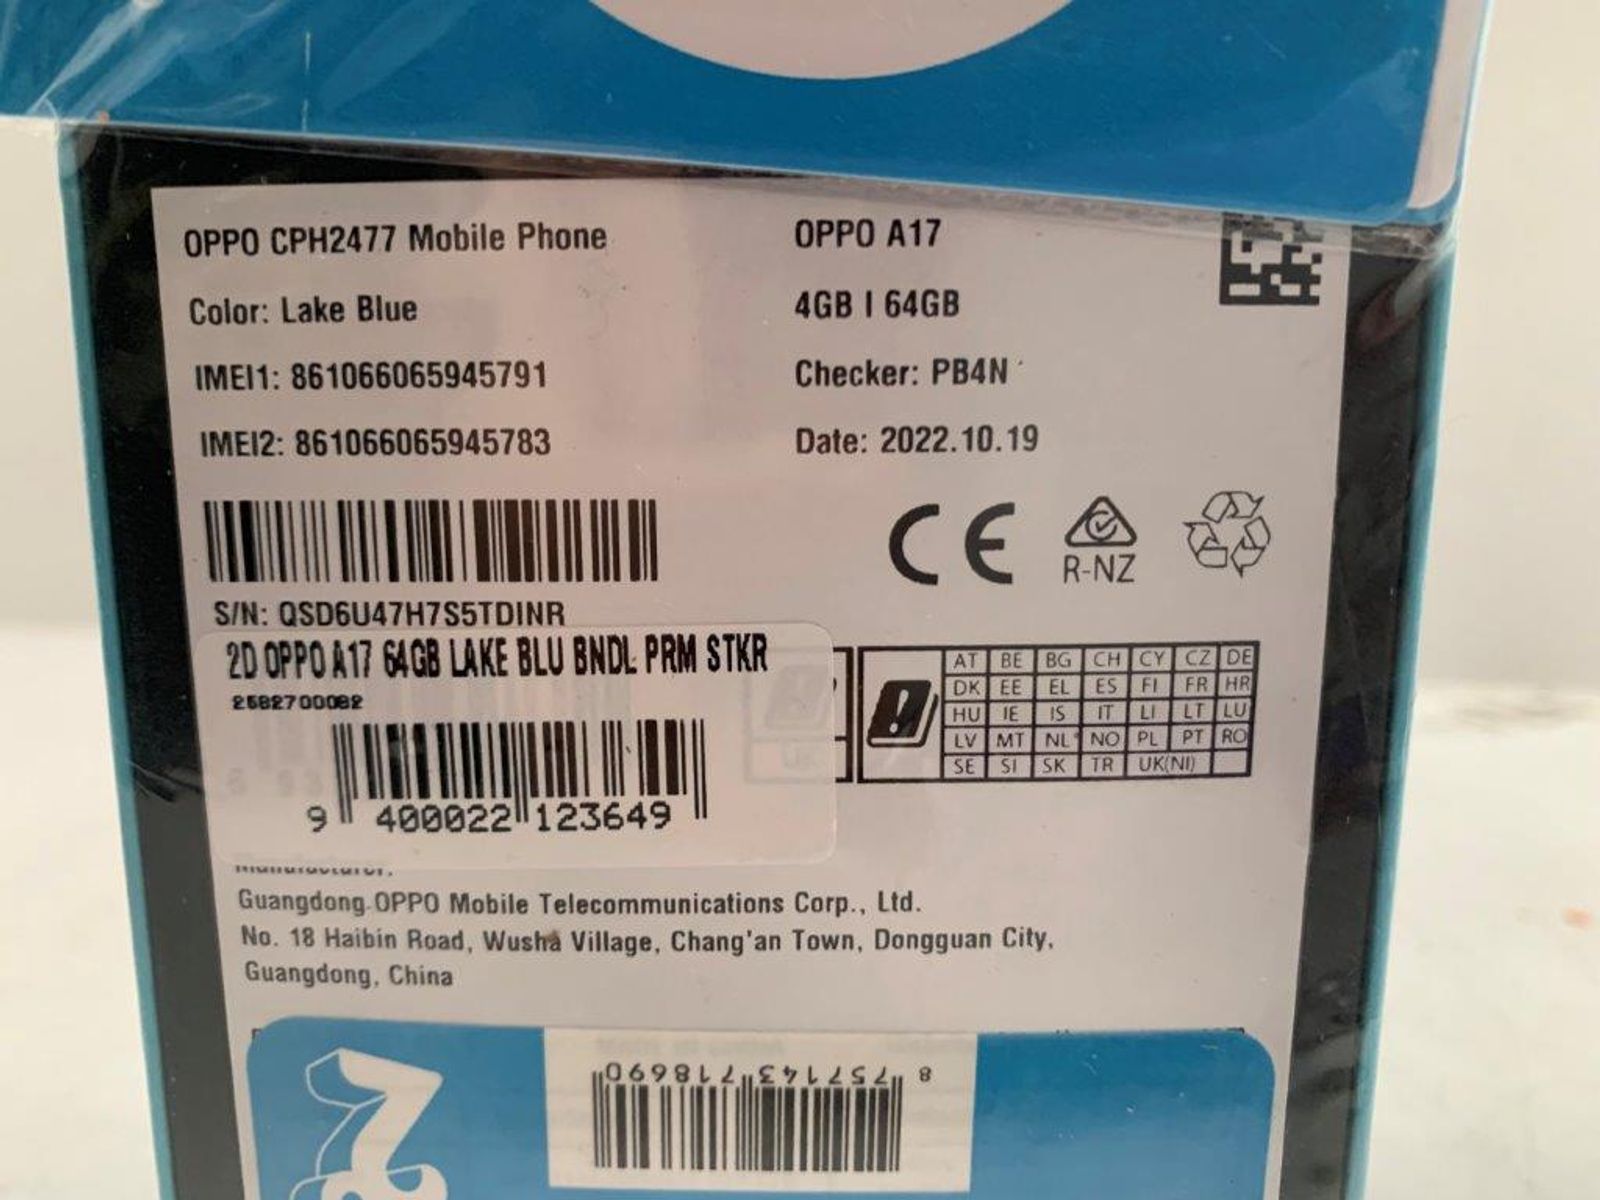 OPPO CPH2477 Mobile Phone
OPPO A17
Color: Lake Blue
4GB | 64GB
IMEI1: 861066065945791
Checker: PB4N
IMEI2: 861066065945783
Date: 2022.10.19
CE
R-NZ
S/N: QSD6U47H7S5TDINR
2D OPPO A17 64GB LAKE BLU BNDL PRM STKR
2582700082
9 400022 123649
AT BE BG CH CY CZ DE
DK EE EL ES FI FR HR
HU IE IS IT LI LT LU
LV MT NL NO PL PT RO
SE SI SK TR UK(NI)
Manufacturer:
Guangdong OPPO Mobile Telecommunications Corp., Ltd.
No. 18 Haibin Road, Wusha Village, Chang'an Town, Dongguan City,
Guangdong, China
8 757143 718690